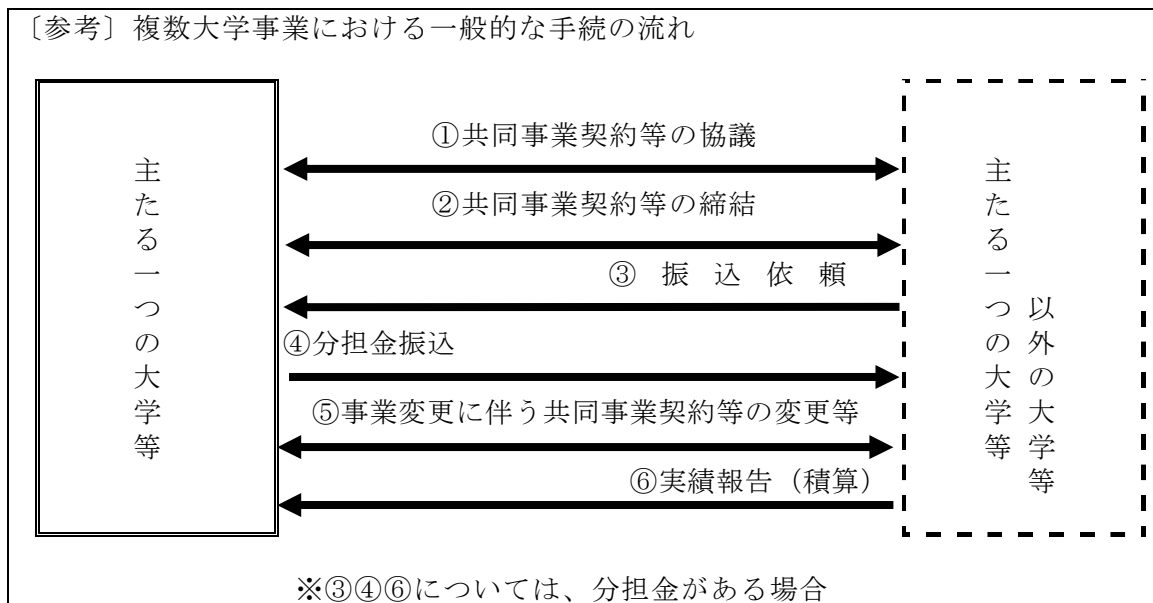 〔参考〕複数大学事業における一般的な手続の流れ
主たる一つの大学等
①共同事業契約等の協議
②共同事業契約等の締結
③　振　込　依　頼
④分担金振込
⑤事業変更に伴う共同事業契約等の変更等
⑥実績報告（積算）
主たる一つの大学等
以外の大学等
※③④⑥については、分担金がある場合